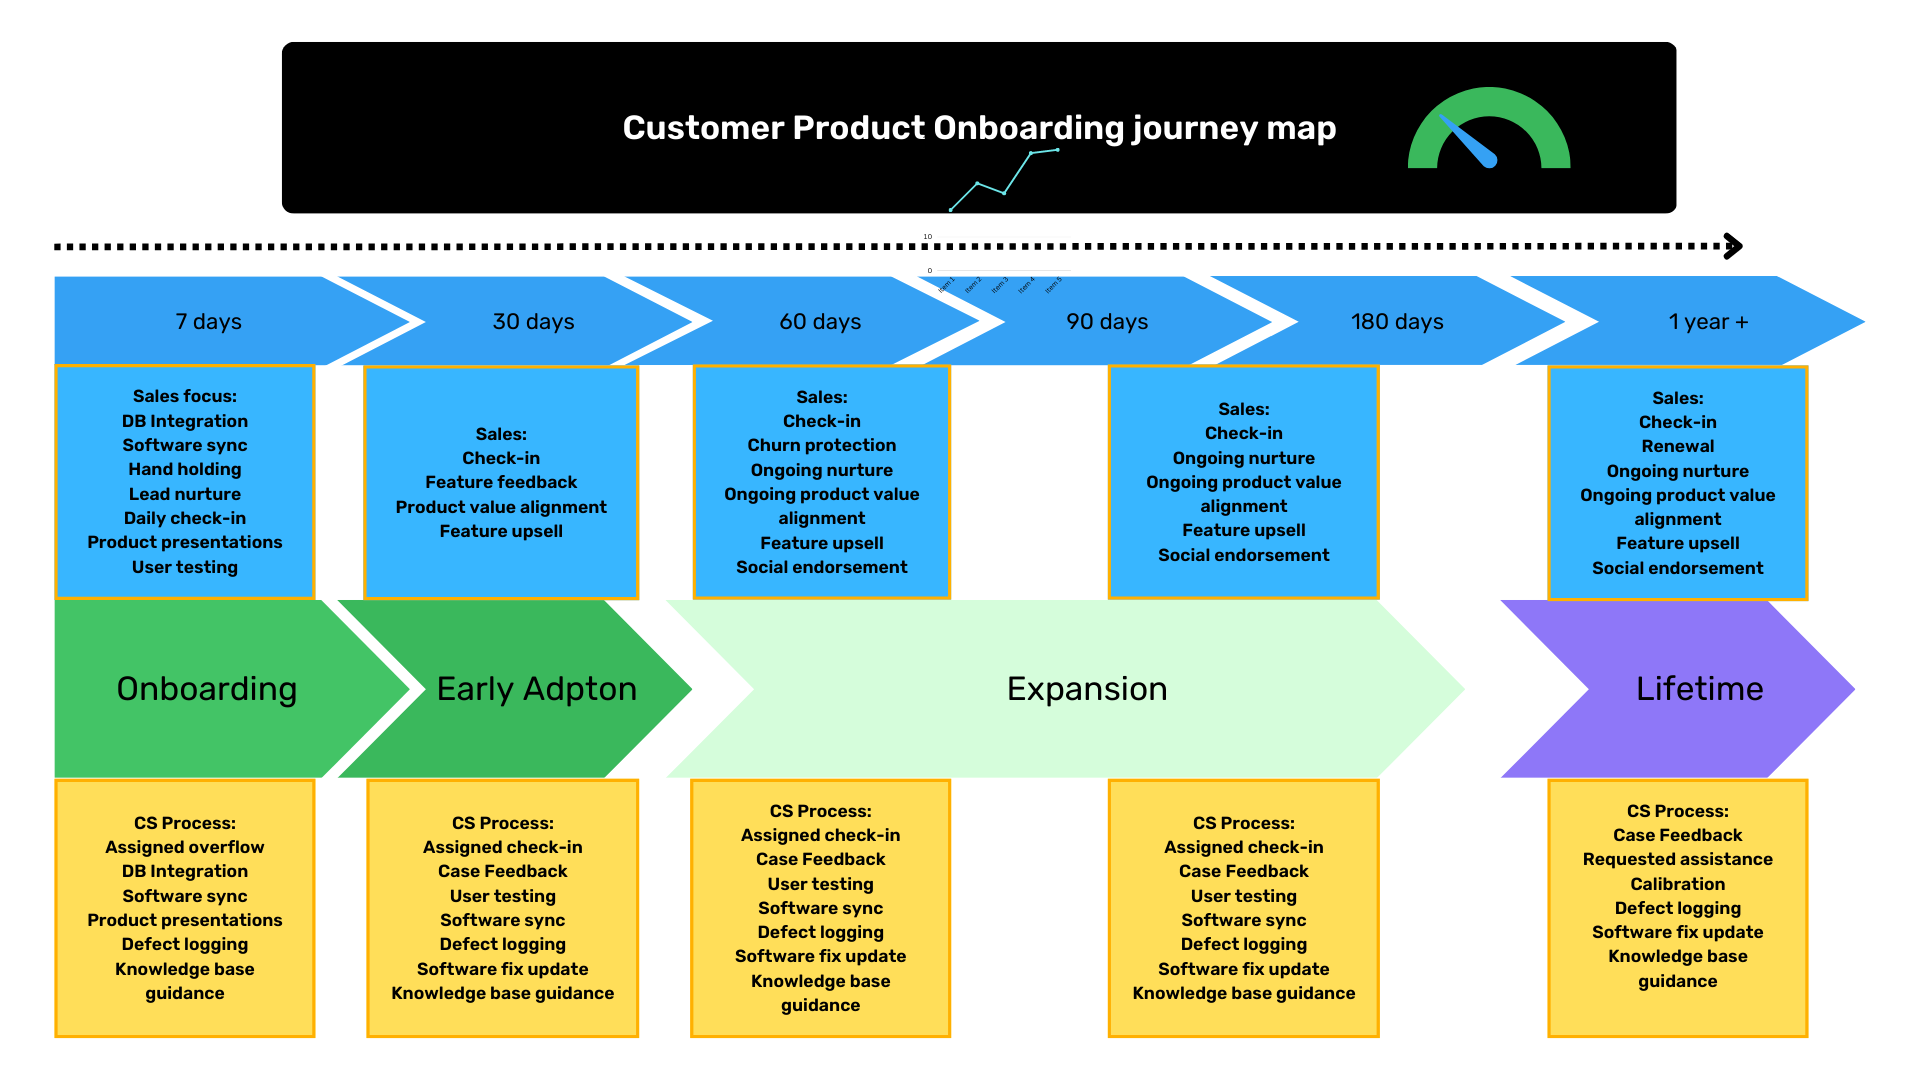 Customer Product Onboarding journey map
10
0
Item 1
Item 2
Item 3
Item 4
Item 5
7 days
30 days
60 days
90 days
180 days
1 year +
Sales focus:
DB Integration
Software sync
Hand holding
Lead nurture
Daily check-in
Product presentations
User testing
Sales:
Check-in
Feature feedback
Product value alignment
Feature upsell
Sales:
Check-in
Churn protection
Ongoing nurture
Ongoing product value
alignment
Feature upsell
Social endorsement
Sales:
Check-in
Ongoing nurture
Ongoing product value
alignment
Feature upsell
Social endorsement
Sales:
Check-in
Renewal
Ongoing nurture
Ongoing product value
alignment
Feature upsell
Social endorsement
Onboarding
Early Adpton
Expansion
Lifetime
CS Process:
Assigned overflow
DB Integration
Software sync
Product presentations
Defect logging
Knowledge base
guidance
CS Process:
Assigned check-in
Case Feedback
User testing
Software sync
Defect logging
Software fix update
Knowledge base guidance
CS Process:
Assigned check-in
Case Feedback
User testing
Software sync
Defect logging
Software fix update
Knowledge base
guidance
CS Process:
Assigned check-in
Case Feedback
User testing
Software sync
Defect logging
Software fix update
Knowledge base guidance
CS Process:
Case Feedback
Requested assistance
Calibration
Defect logging
Software fix update
Knowledge base
guidance